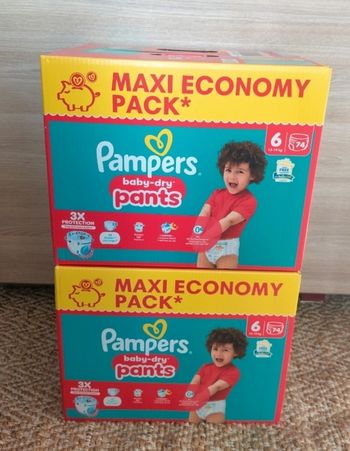 MAXI ECONOMY
PACK*
6
74
Pampers
baby-dry
pants
3X
PROTECTION
MAXI ECONOMY
PACK*
6
74
Pampers
baby-dry
pants
3X
PROTECTION